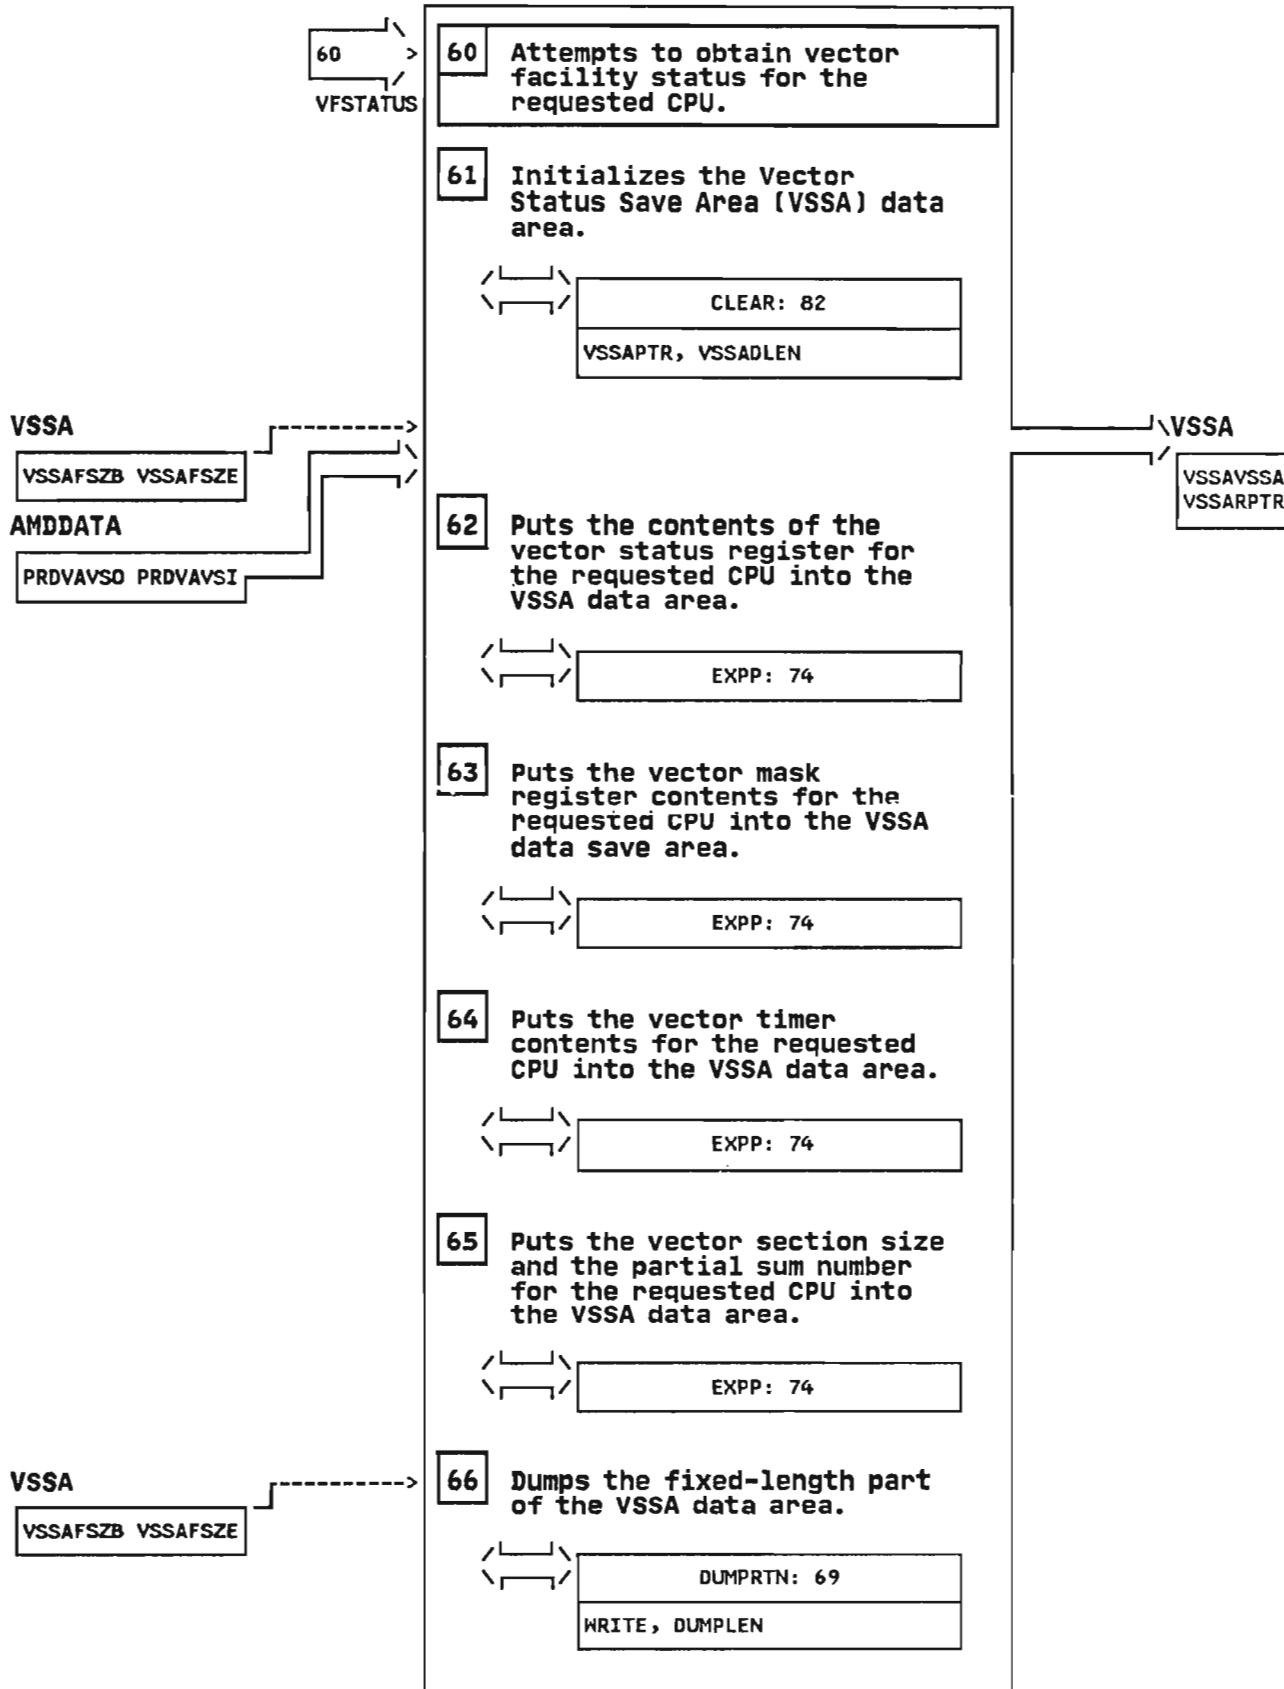 60
VFSTATUS
60 Attempts to obtain vector
facility status for the
requested CPU.
61 Initializes the Vector
Status Save Area (VSSA) data
area.
CLEAR: 82
VSSAPTR, VSSADLEN
VSSA
VSSAFSZB VSSAFSZE
AMDDATA
PRDVAVSO PRDVAVSI
VSSA
VSSAVSSA
VSSARPTR
62 Puts the contents of the
vector status register for
the requested CPU into the
VSSA data area.
EXPP: 74
63 Puts the vector mask
register contents for the
requested CPU into the VSSA
data save area.
EXPP: 74
64 Puts the vector timer
contents for the requested
CPU into the VSSA data area.
EXPP: 74
65 Puts the vector section size
and the partial sum number
for the requested CPU into
the VSSA data area.
EXPP: 74
VSSA
VSSAFSZB VSSAFSZE
66 Dumps the fixed-length part
of the VSSA data area.
DUMPRTN: 69
WRITE, DUMPLEN